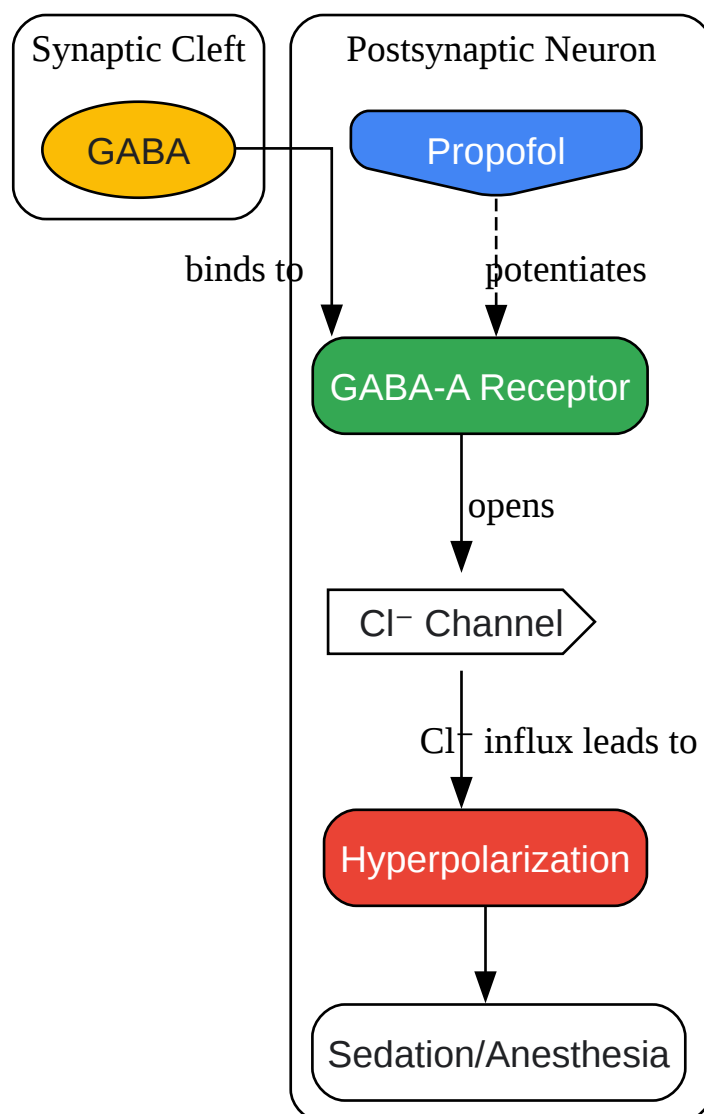 Synaptic Cleft
Postsynaptic Neuron
GABA
Propofol
binds to
potentiates
GABA-A Receptor
opens
Cl⁻ Channel
Cl⁻ influx leads to
Hyperpolarization
Sedation/Anesthesia